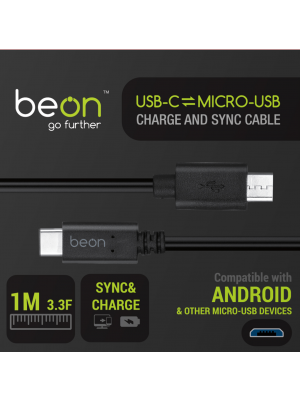 beon™
go further
USB-C ⇌ MICRO-USB
CHARGE AND SYNC CABLE
beon
1M 3.3F
SYNC&
CHARGE
Compatible with
ANDROID
& OTHER MICRO-USB DEVICES